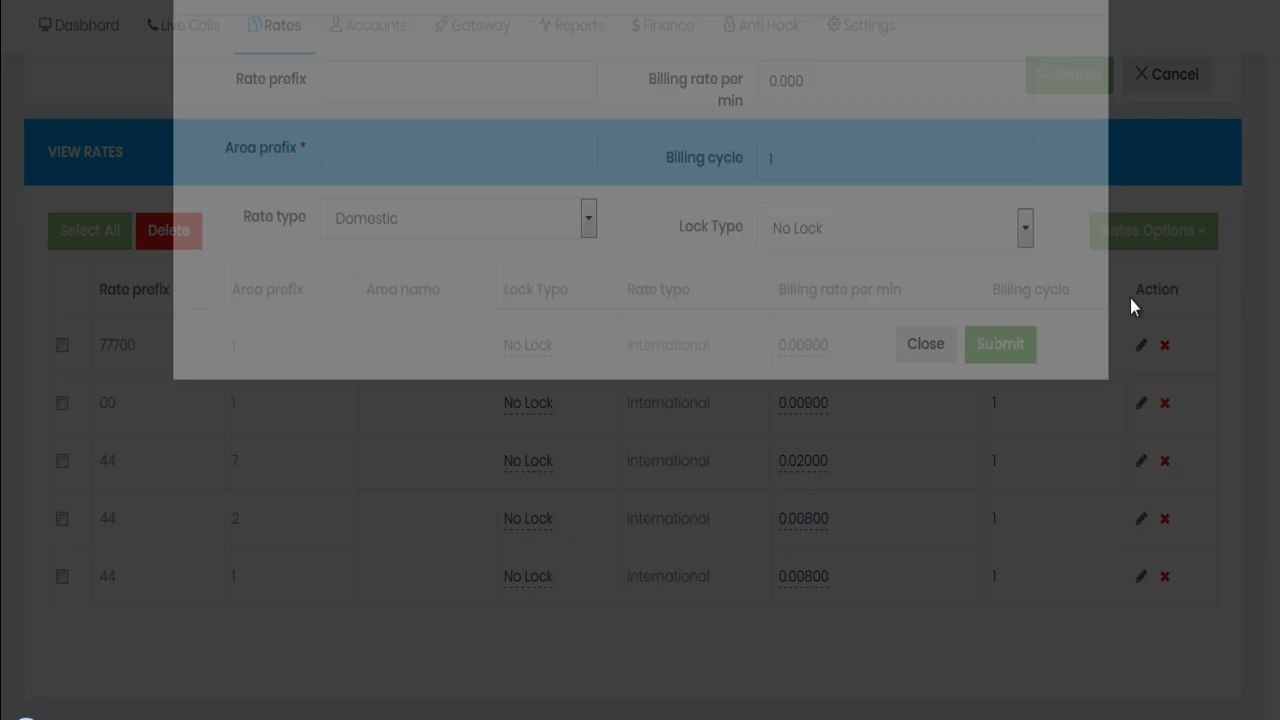 Dasbhard Live Calls Rates Accounts Gateway Reports $ Finance Anti Hack Settings
Rate prefix
Billing rate per min
0.000
Search
Cancel
VIEW RATES
Area prefix *
Billing cycle
1
Select All Delete
Rate type
Domestic
Lock Type
No Lock
Rates Options
Rate prefix Area prefix Area name Lock Type Rate type Billing rate per min Billing cycle Action
77700 1 No Lock International 0.00900
Close Submit
00 1 No Lock International 0.00900 1
44 7 No Lock International 0.02000 1
44 2 No Lock International 0.00800 1
44 1 No Lock International 0.00800 1